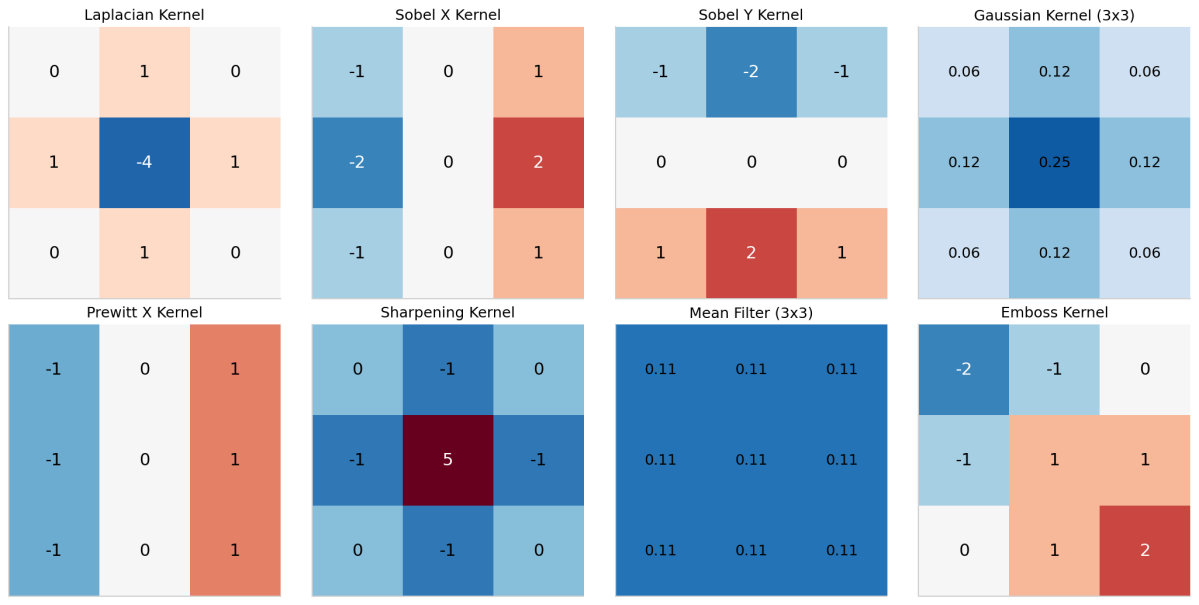 Laplacian Kernel
0 1 0
1 -4 1
0 1 0
Sobel X Kernel
-1 0 1
-2 0 2
-1 0 1
Sobel Y Kernel
-1 -2 -1
0 0 0
1 2 1
Gaussian Kernel (3x3)
0.06 0.12 0.06
0.12 0.25 0.12
0.06 0.12 0.06
Prewitt X Kernel
-1 0 1
-1 0 1
-1 0 1
Sharpening Kernel
0 -1 0
-1 5 -1
0 -1 0
Mean Filter (3x3)
0.11 0.11 0.11
0.11 0.11 0.11
0.11 0.11 0.11
Emboss Kernel
-2 -1 0
-1 1 1
0 1 2